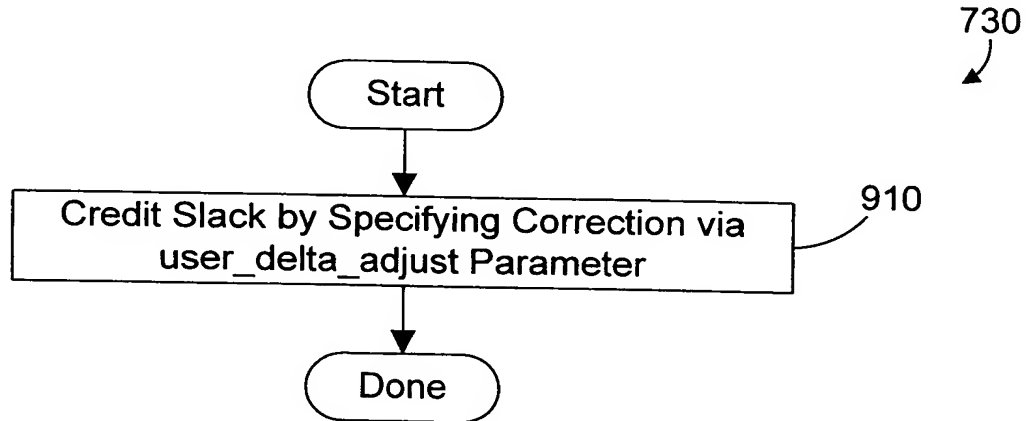 730
Start
Credit Slack by Specifying Correction via
user_delta_adjust Parameter
910
Done